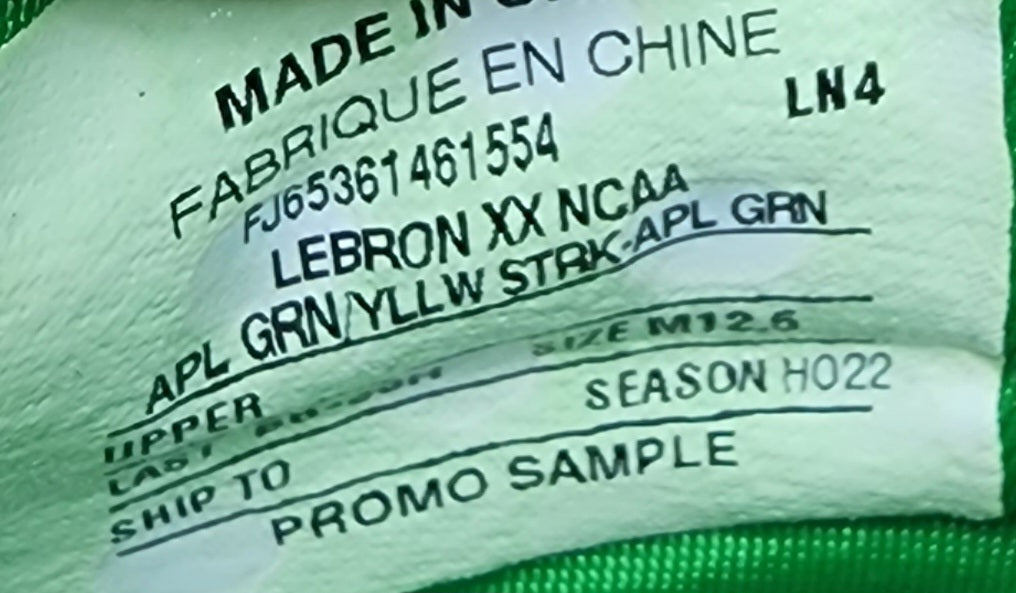 MADE IN
LN4
FABRIQUE EN CHINE
FJ65361461554
LEBRON XX NCAA
APL GRN/YLLW STRK-APL GRN
UPPER
SIZE M12.5
LAST
SEASON HO22
SHIP TO
PROMO SAMPLE